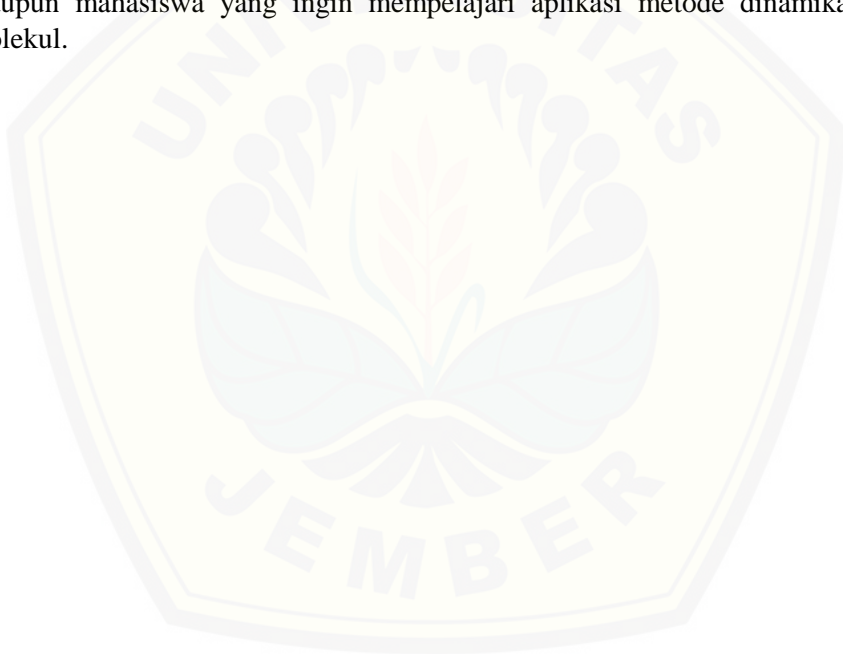 upun mahasiswa yang ingin mempelajari aplikasi metode dinamika
olekul.
UNIVERSITAS
JEMBER